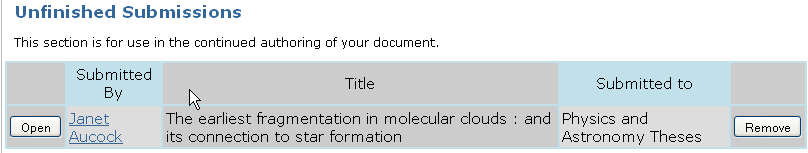 Unfinished Submissions
This section is for use in the continued authoring of your document.
Submitted By Title Submitted to
Open Janet Aucock The earliest fragmentation in molecular clouds : and its connection to star formation Physics and Astronomy Theses Remove